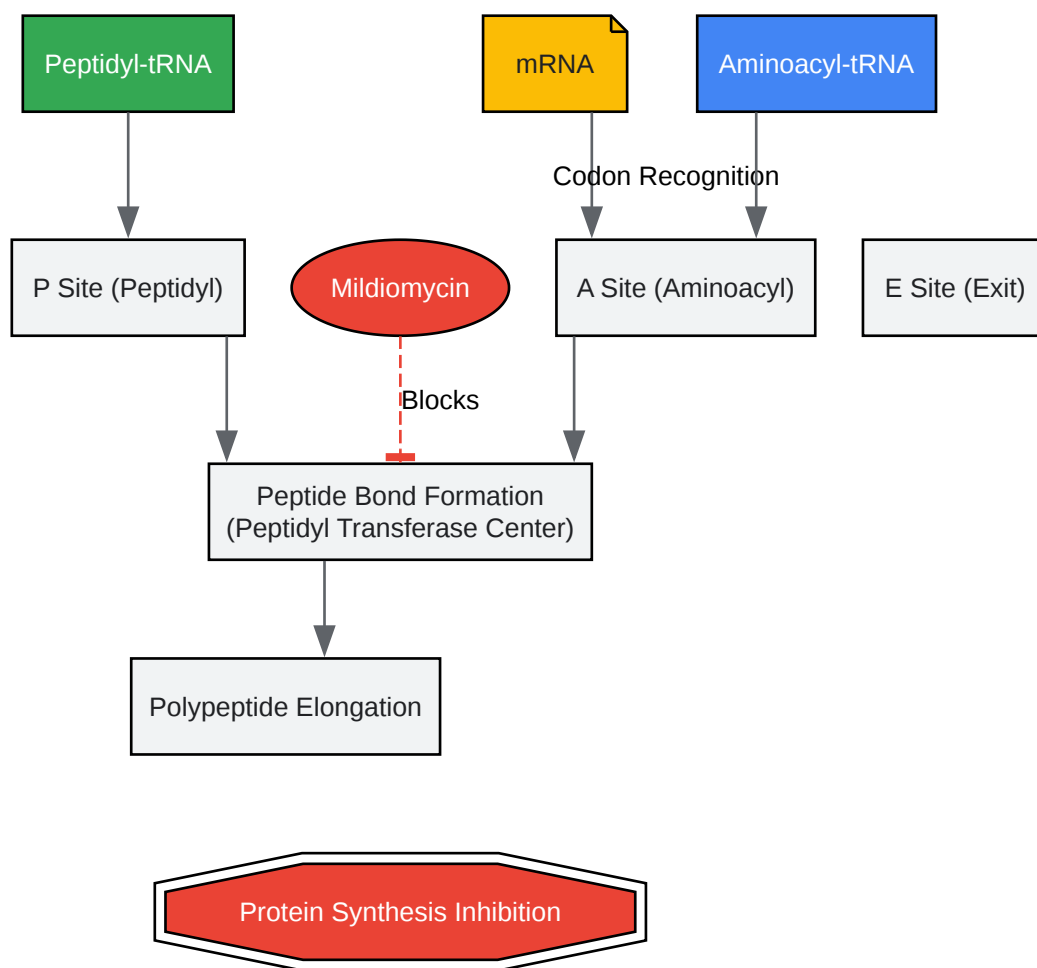 Peptidyl-tRNA
mRNA
Aminoacyl-tRNA
Codon Recognition
P Site (Peptidyl)
Mildiomycin
A Site (Aminoacyl)
E Site (Exit)
Blocks
Peptide Bond Formation
(Peptidyl Transferase Center)
Polypeptide Elongation
Protein Synthesis Inhibition